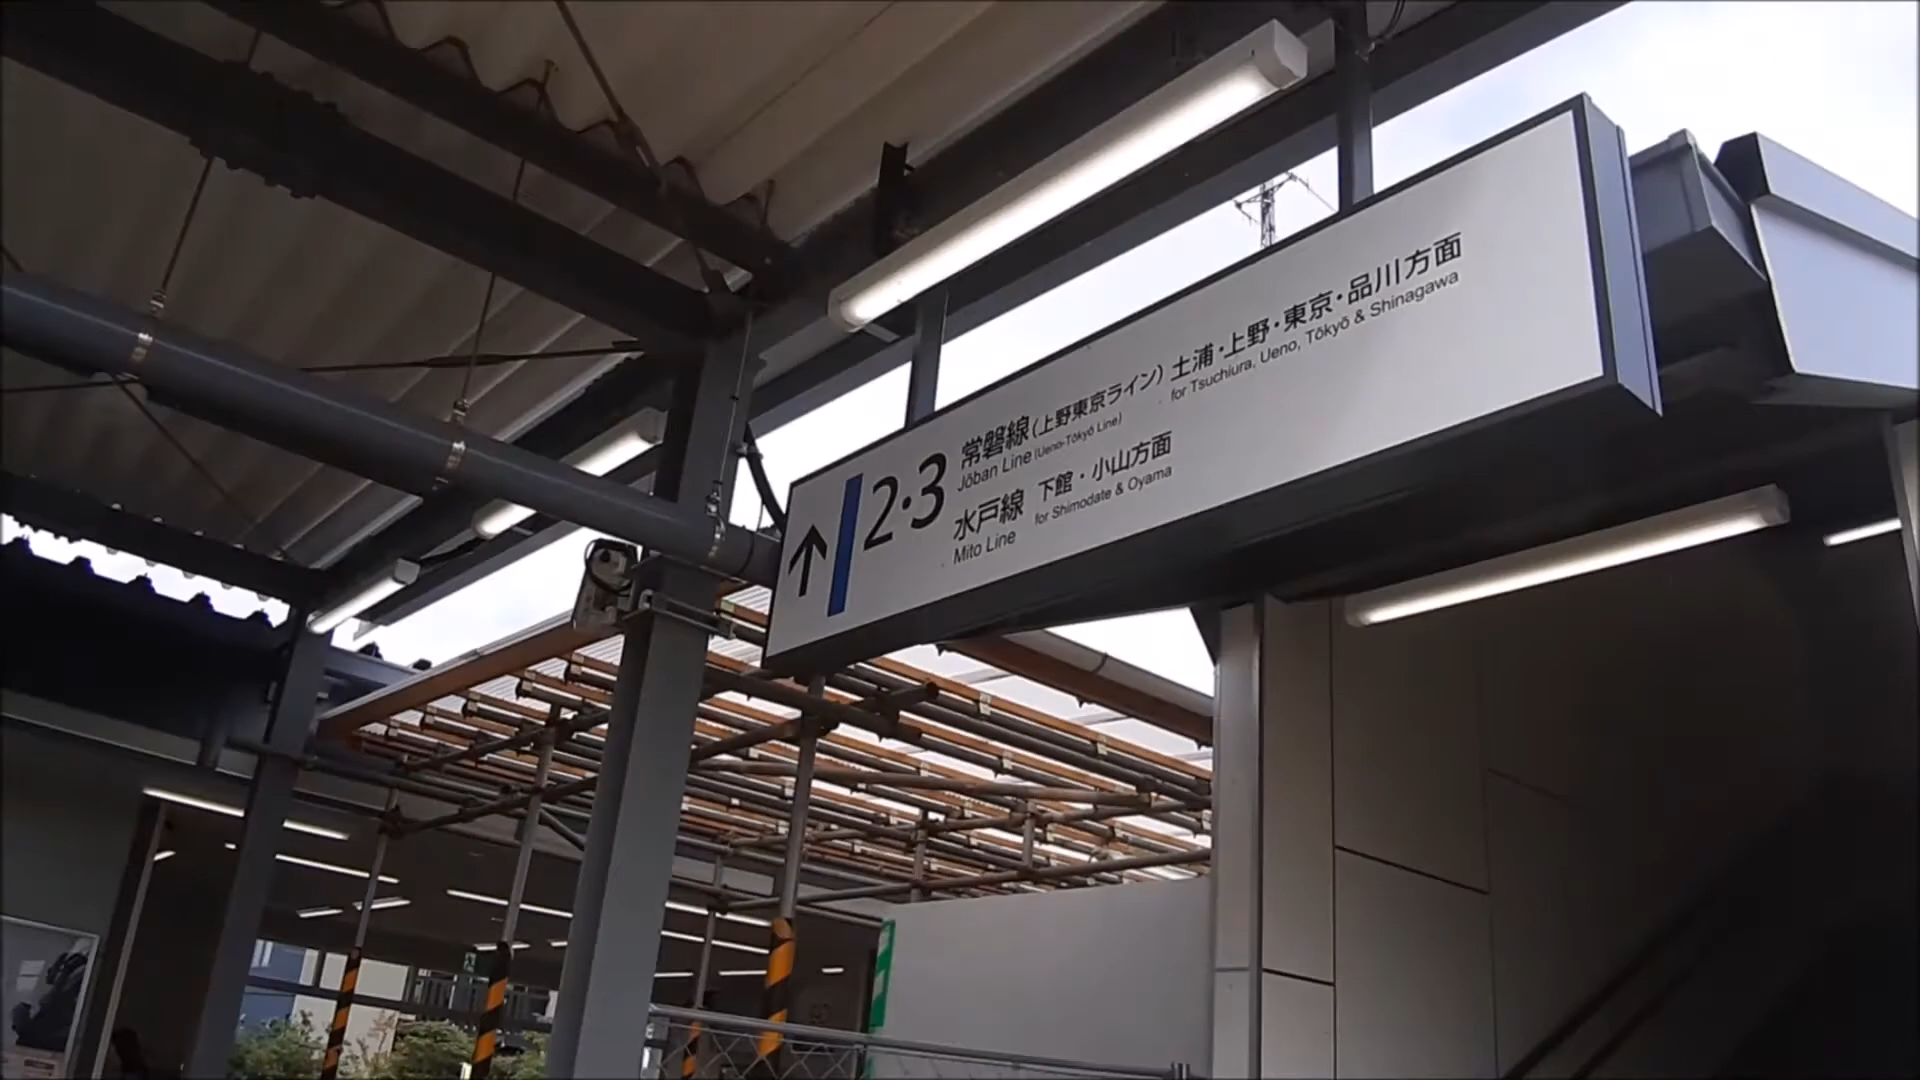 ↑ 2・3
常磐線(上野東京ライン) 土浦・上野・東京・品川方面
Jōban Line (Ueno-Tōkyō Line) for Tsuchiura, Ueno, Tōkyō & Shinagawa
水戸線 下館・小山方面
Mito Line for Shimodate & Oyama